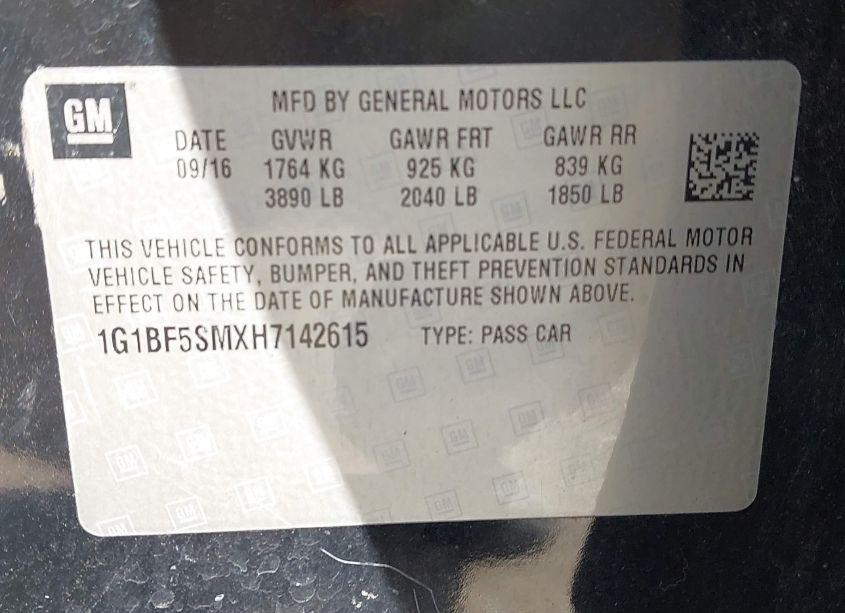 GM
MFD BY GENERAL MOTORS LLC
DATE GVWR GAWR FRT GAWR RR
09/16 1764 KG 925 KG 839 KG
3890 LB 2040 LB 1850 LB
THIS VEHICLE CONFORMS TO ALL APPLICABLE U.S. FEDERAL MOTOR
VEHICLE SAFETY, BUMPER, AND THEFT PREVENTION STANDARDS IN
EFFECT ON THE DATE OF MANUFACTURE SHOWN ABOVE.
1G1BF5SMXH7142615 TYPE: PASS CAR